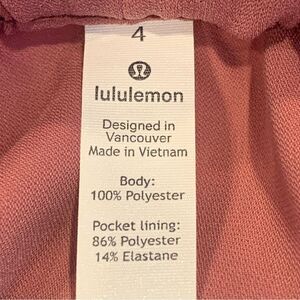 4
lululemon
Designed in
Vancouver
Made in Vietnam
Body:
100% Polyester
Pocket lining:
86% Polyester
14% Elastane